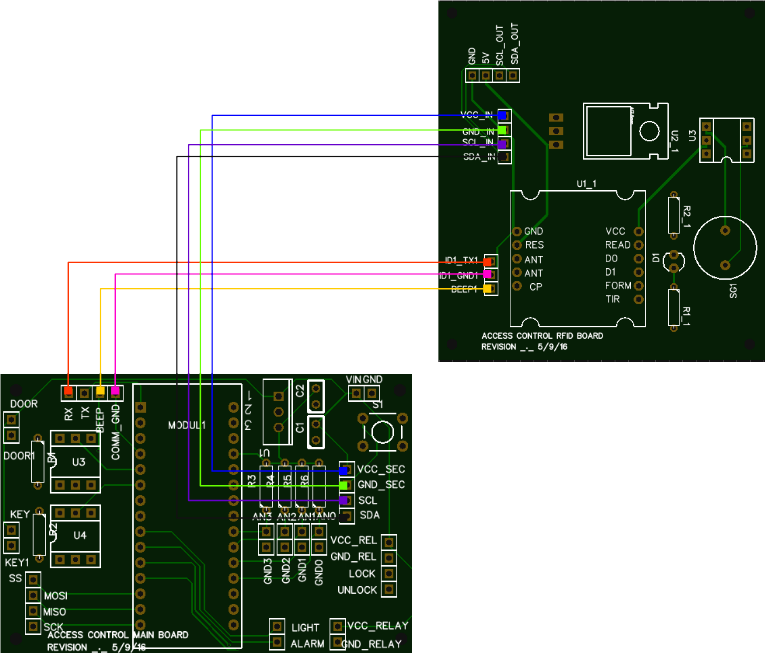 GND
5V
SCL_OUT
SDA_OUT
VCC_IN
GND_IN
SCL_IN
SDA_IN
U2_1
U3
U1_1
GND
RES
ANT
ANT
CP
VCC
READ
D0
D1
FORM
TIR
R2_1
D1
R1_1
SG1
ID1_TX1
ID1_GND1
BEEP1
ACCESS CONTROL RFID BOARD
REVISION _._ 5/9/16
DOOR
DOOR1
RX
TX
BEEP
COMM_GND
R1
U3
KEY
KEY1
R2
U4
MODUL1
1
2
3
U1
C2
C1
VIN GND
S1
R3
R4
R5
R6
VCC_SEC
GND_SEC
SCL
SDA
AN3
AN2
AN1
AN0
GND3
GND2
GND1
GND0
VCC_REL
GND_REL
LOCK
UNLOCK
SS
MOSI
MISO
SCK
LIGHT
ALARM
VCC_RELAY
GND_RELAY
ACCESS CONTROL MAIN BOARD
REVISION _._ 5/9/16